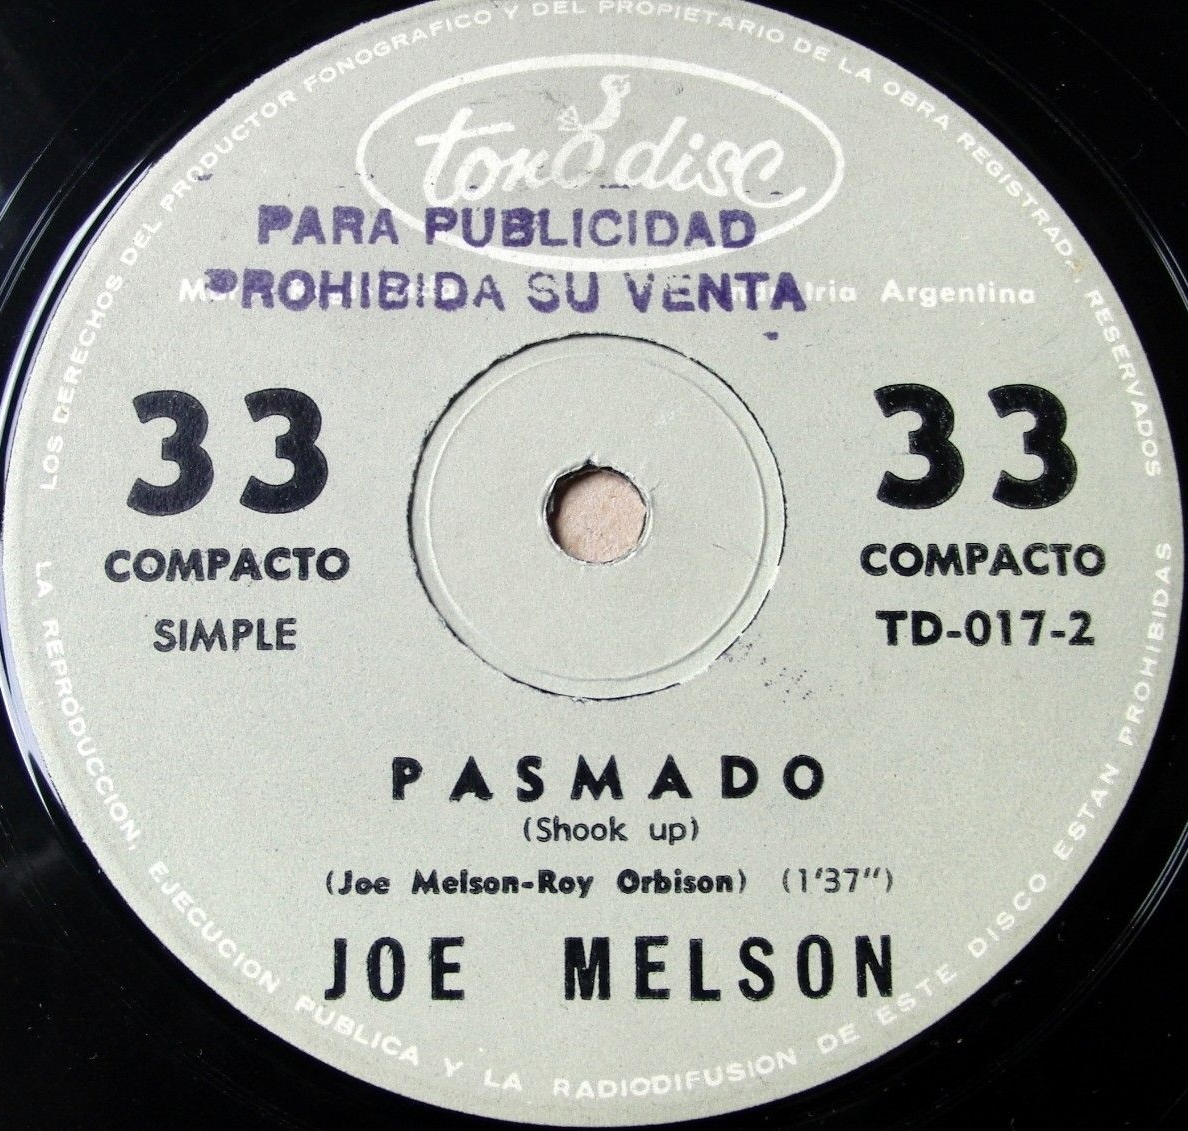 LOS DERECHOS DEL PRODUCTOR FONOGRAFICO Y DEL PROPIETARIO DE LA OBRA REGISTRADA, RESERVADOS
tonodisc
PARA PUBLICIDAD
PROHIBIDA SU VENTA
Industria Argentina
33
COMPACTO
SIMPLE
33
COMPACTO
TD-017-2
PASMADO
(Shook up)
(Joe Melson-Roy Orbison) (1'37")
JOE MELSON
LA REPRODUCCION, EJECUCION PUBLICA Y LA RADIODIFUSION DE ESTE DISCO ESTAN PROHIBIDAS